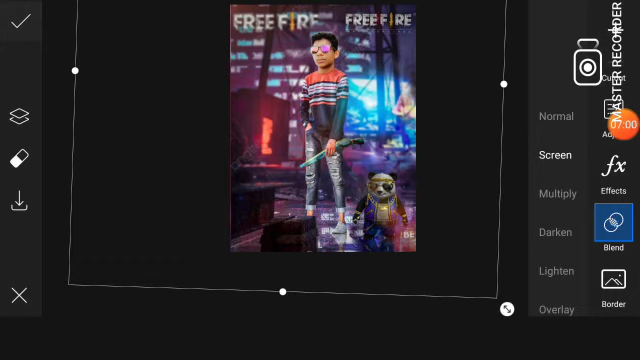 FREE FIRE
FREE FIRE
MASTER RECORDER
07:00
Normal
Screen
Multiply
Darken
Lighten
Overlay
fx
Effects
Blend
Border